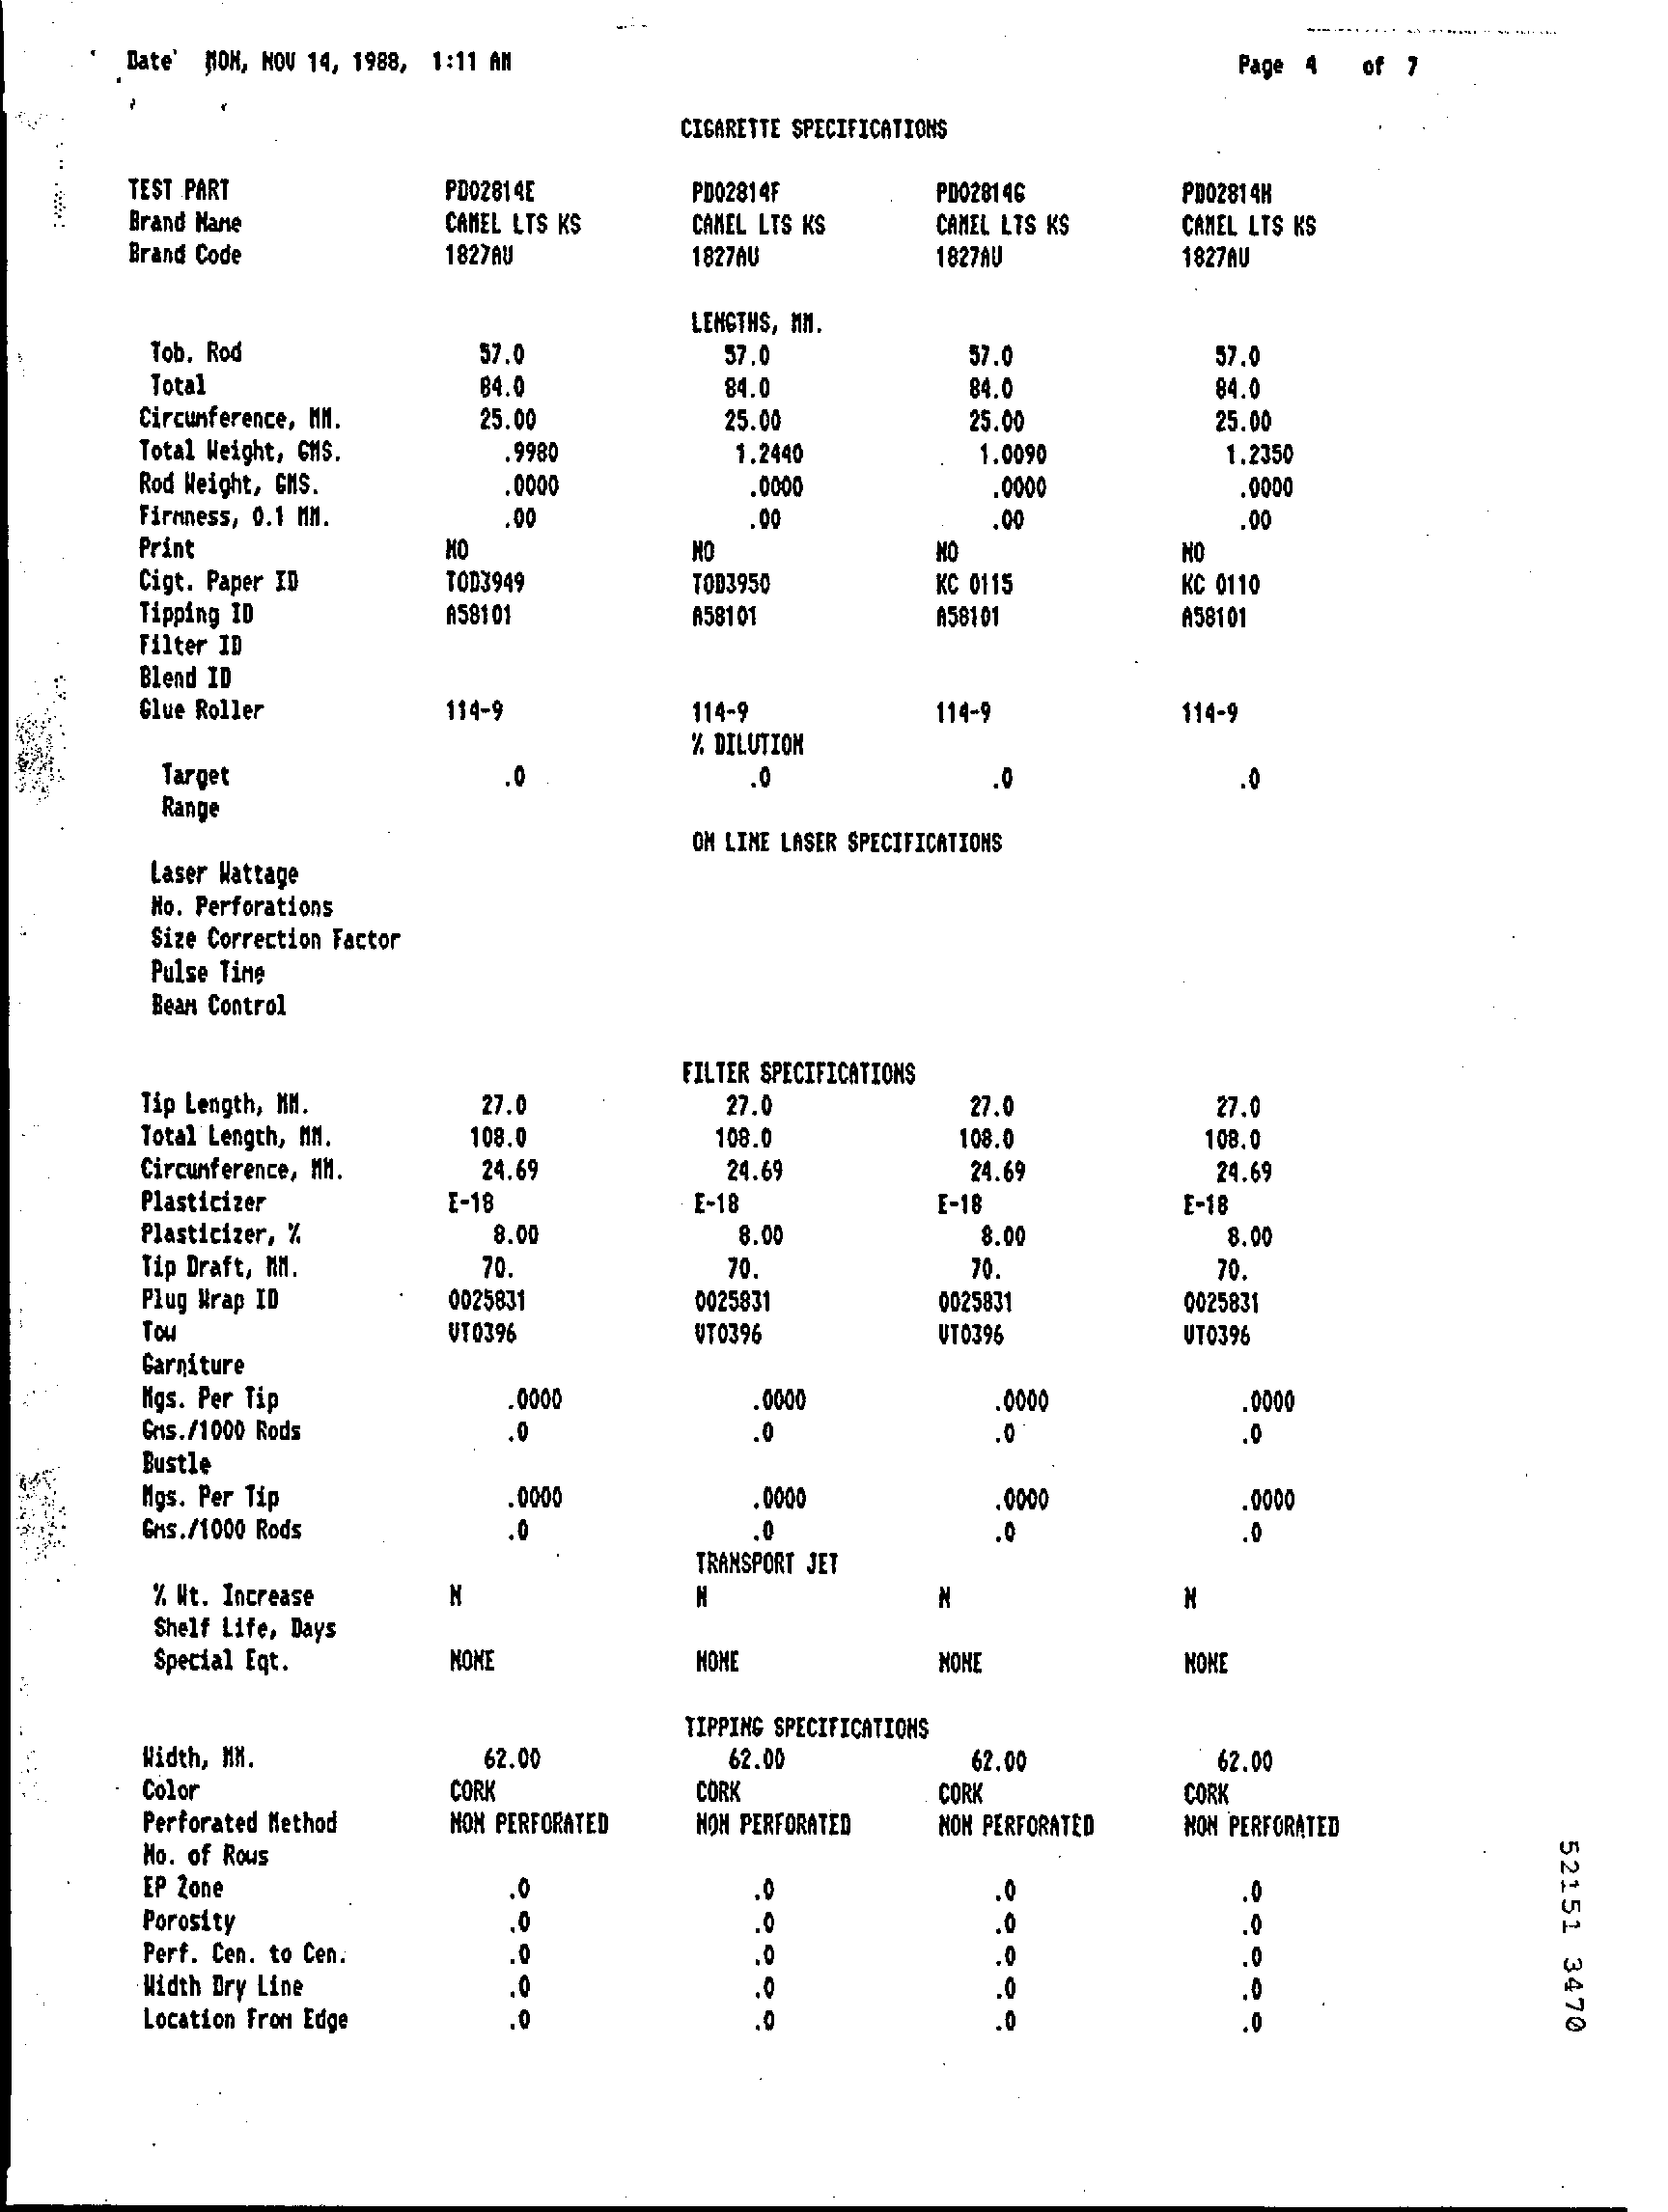 Date' MON, NOV 14, 1988, 1:11 AM Page 4 of 7
CIGARETTE SPECIFICATIONS
TEST PART PD02814E PD02814F PD02814G PD02814H
Brand Name CAMEL LTS KS CAMEL LTS KS CAMEL LTS KS CAMEL LTS KS
Brand Code 1827AU 1827AU 1827AU 1827AU
LENGTHS, MM.
Tob. Rod 57.0 57.0 57.0 57.0
Total 84.0 84.0 84.0 84.0
Circumference, MM. 25.00 25.00 25.00 25.00
Total Weight, GMS. .9980 1.2440 1.0090 1.2350
Rod Weight, GMS. .0000 .0000 .0000 .0000
Firmness, 0.1 MM. .00 .00 .00 .00
Print NO NO NO NO
Cigt. Paper ID TOD3949 TOD3950 KC 0115 KC 0110
Tipping ID A58101 A58101 A58101 A58101
Filter ID
Blend ID
Glue Roller 114-9 114-9 114-9 114-9
% DILUTION
Target .0 .0 .0 .0
Range
ON LINE LASER SPECIFICATIONS
Laser Wattage
No. Perforations
Size Correction Factor
Pulse Time
Beam Control
FILTER SPECIFICATIONS
Tip Length, MM. 27.0 27.0 27.0 27.0
Total Length, MM. 108.0 108.0 108.0 108.0
Circumference, MM. 24.69 24.69 24.69 24.69
Plasticizer E-18 E-18 E-18 E-18
Plasticizer, % 8.00 8.00 8.00 8.00
Tip Draft, MM. 70. 70. 70. 70.
Plug Wrap ID 0025831 0025831 0025831 0025831
Tow VT0396 VT0396 VT0396 VT0396
Garniture
Mgs. Per Tip .0000 .0000 .0000 .0000
Gms./1000 Rods .0 .0 .0 .0
Bustle
Mgs. Per Tip .0000 .0000 .0000 .0000
Gms./1000 Rods .0 .0 .0 .0
TRANSPORT JET
% Wt. Increase N N N N
Shelf Life, Days
Special Eqt. NONE NONE NONE NONE
TIPPING SPECIFICATIONS
Width, MM. 62.00 62.00 62.00 62.00
Color CORK CORK CORK CORK
Perforated Method NON PERFORATED NON PERFORATED NON PERFORATED NON PERFORATED
No. of Rows
EP Zone .0 .0 .0 .0
Porosity .0 .0 .0 .0
Perf. Cen. to Cen. .0 .0 .0 .0
Width Dry Line .0 .0 .0 .0
Location From Edge .0 .0 .0 .0
52151 3470